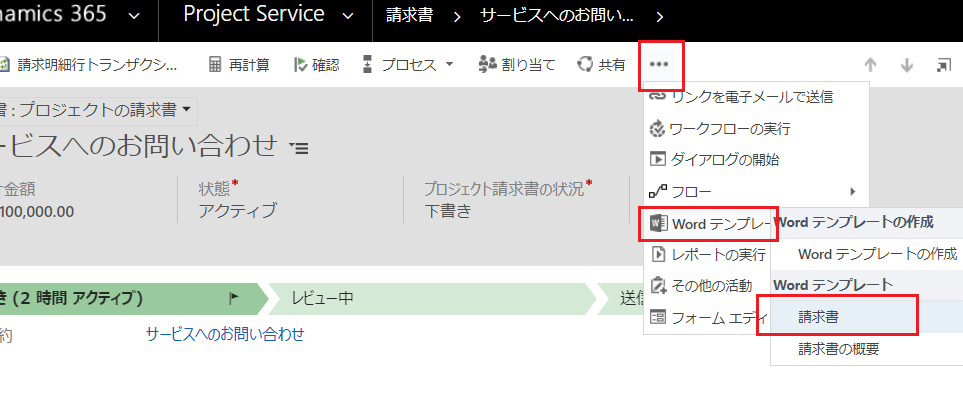 namics 365 Project Service 請求書 サービスへのお問い...
請求明細行トランザクシ... 再計算 確認 プロセス 割り当て 共有 •••
書 : プロジェクトの請求書
ービスへのお問い合わせ
十金額 状態* プロジェクト請求書の状況*
100,000.00 アクティブ 下書き
リンクを電子メールで送信
ワークフローの実行
ダイアログの開始
フロー
Word テンプレー
レポートの実行
その他の活動
フォーム エディ
Word テンプレートの作成
Word テンプレートの作成
Word テンプレート
請求書
請求書の概要
き (2 時間 アクティブ) レビュー中 送信
約 サービスへのお問い合わせ